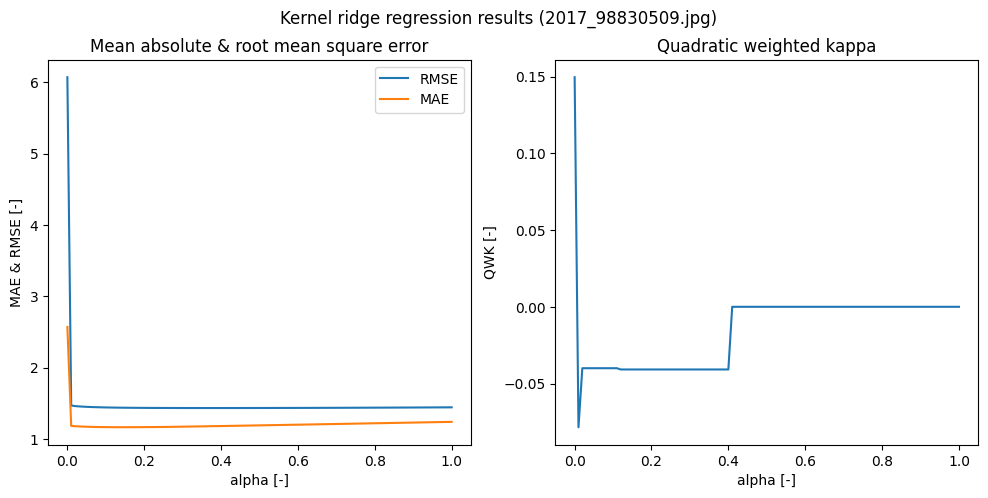 Kernel ridge regression results (2017_98830509.jpg)
Mean absolute & root mean square error
RMSE
MAE
MAE & RMSE [-]
6
5
4
3
2
1
0.0 0.2 0.4 0.6 0.8 1.0
alpha [-]
Quadratic weighted kappa
QWK [-]
0.15
0.10
0.05
0.00
−0.05
0.0 0.2 0.4 0.6 0.8 1.0
alpha [-]